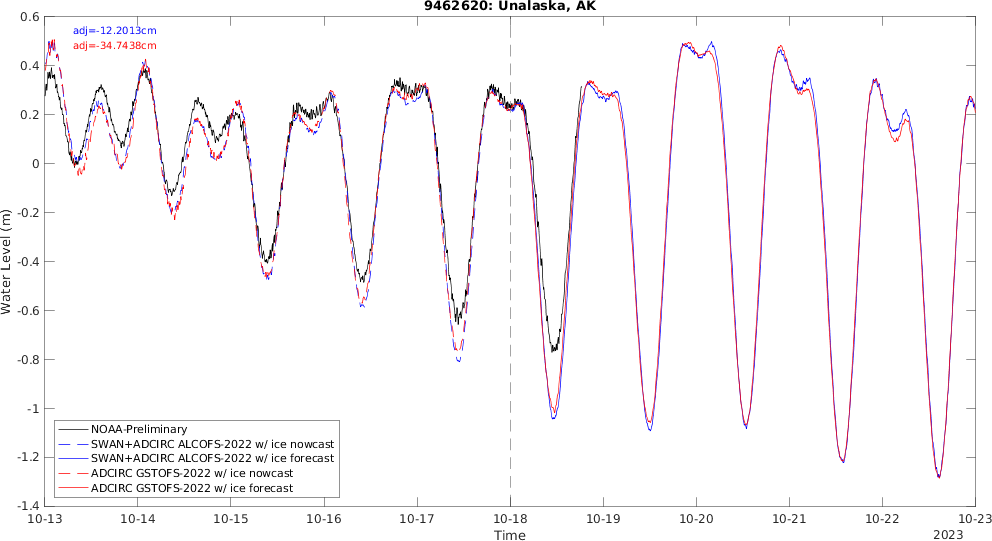 9462620: Unalaska, AK
adj=-12.2013cm
adj=-34.7438cm
Water Level (m)
0.6
0.4
0.2
0
-0.2
-0.4
-0.6
-0.8
-1
-1.2
-1.4
NOAA-Preliminary
SWAN+ADCIRC ALCOFS-2022 w/ ice nowcast
SWAN+ADCIRC ALCOFS-2022 w/ ice forecast
ADCIRC GSTOFS-2022 w/ ice nowcast
ADCIRC GSTOFS-2022 w/ ice forecast
10-13 10-14 10-15 10-16 10-17 10-18 10-19 10-20 10-21 10-22 10-23
Time
2023